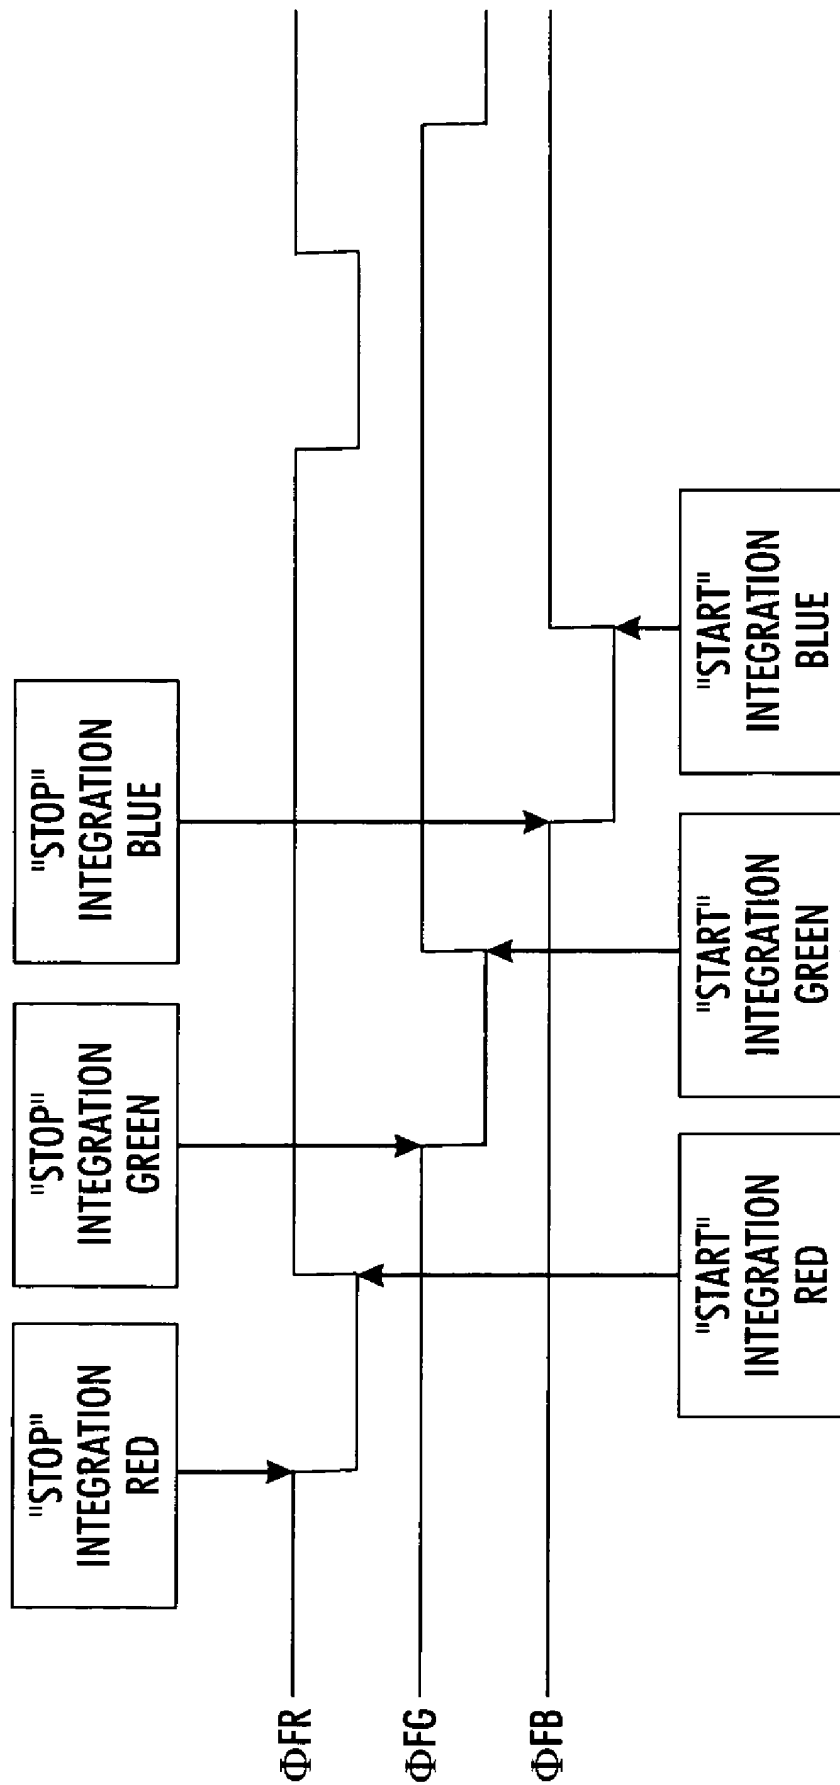 "STOP"
INTEGRATION
RED
"STOP"
INTEGRATION
GREEN
"STOP"
INTEGRATION
BLUE
ΦFR
ΦFG
ΦFB
"START"
INTEGRATION
RED
"START"
INTEGRATION
GREEN
"START"
INTEGRATION
BLUE